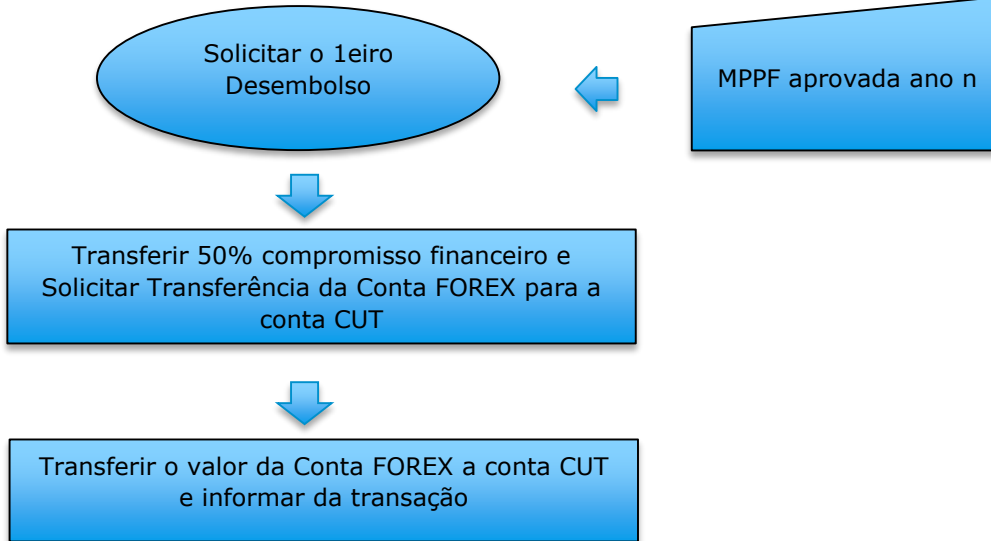 Solicitar o 1eiro
Desembolso
MPPF aprovada ano n
Transferir 50% compromisso financeiro e
Solicitar Transferência da Conta FOREX para a
conta CUT
Transferir o valor da Conta FOREX a conta CUT
e informar da transação